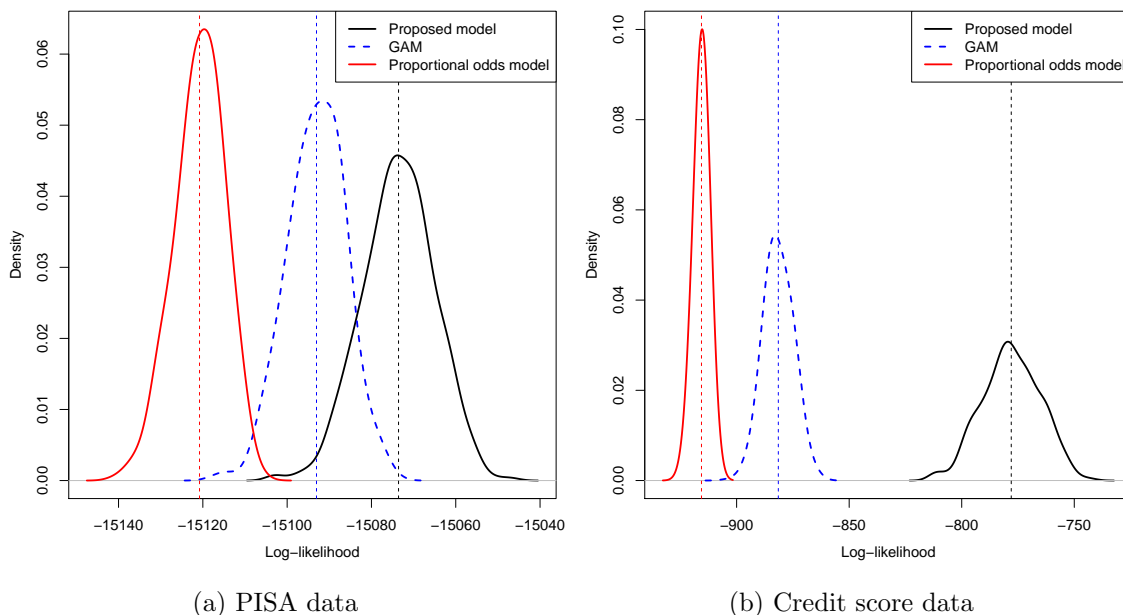 Proposed model
GAM
Proportional odds model
Density
0.00
0.01
0.02
0.03
0.04
0.05
0.06
−15140
−15120
−15100
−15080
−15060
−15040
Log−likelihood
(a) PISA data
Proposed model
GAM
Proportional odds model
Density
0.00
0.02
0.04
0.06
0.08
0.10
−900
−850
−800
−750
Log−likelihood
(b) Credit score data